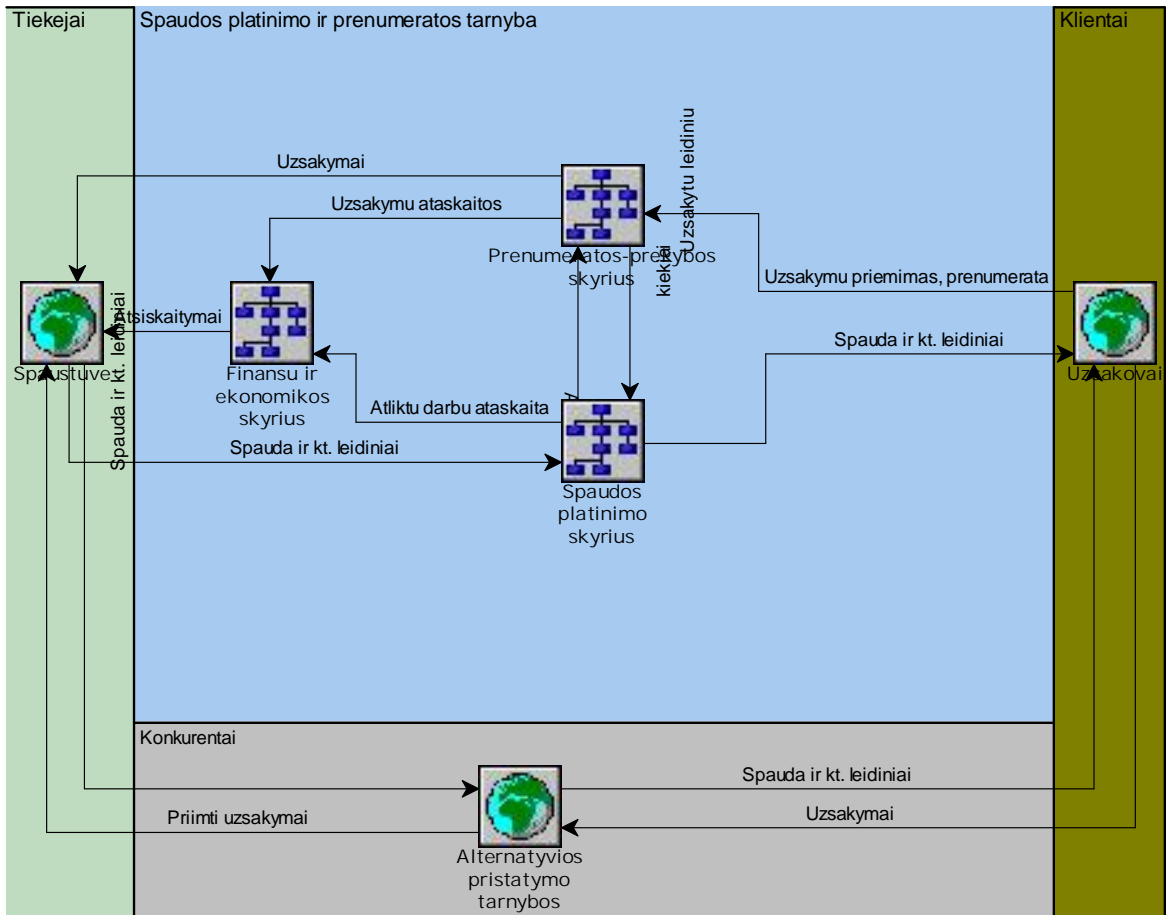 Tiekejai
Spaudos platinimo ir prenumeratos tarnyba
Klientai
Uzsakymai
Uzsakymu ataskaitos
Uzsakytu leidiniu
kiekiai
Prenumeratos-prekybos
skyrius
Uzsakymu priemimas, prenumerata
Atsiskaitymai
Spaustuve
Spauda ir kt. leidiniai
Finansu ir
ekonomikos
skyrius
Spauda ir kt. leidiniai
Uzsakovai
Atliktu darbu ataskaita
Spauda ir kt. leidiniai
Spaudos
platinimo
skyrius
Konkurentai
Spauda ir kt. leidiniai
Priimti uzsakymai
Uzsakymai
Alternatyvios
pristatymo
tarnybos